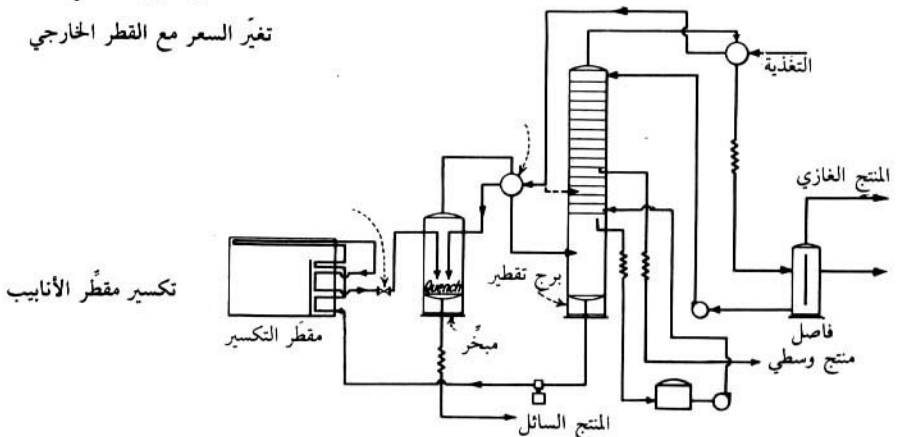 تغيّر السعر مع القطر الخارجي
التغذية
المنتج الغازي
برج تقطير
تكسير مقطِّر الأنابيب
Quench
فاصل
مقطَر التكسير
مبخِّر
منتج وسطي
المنتج السائل